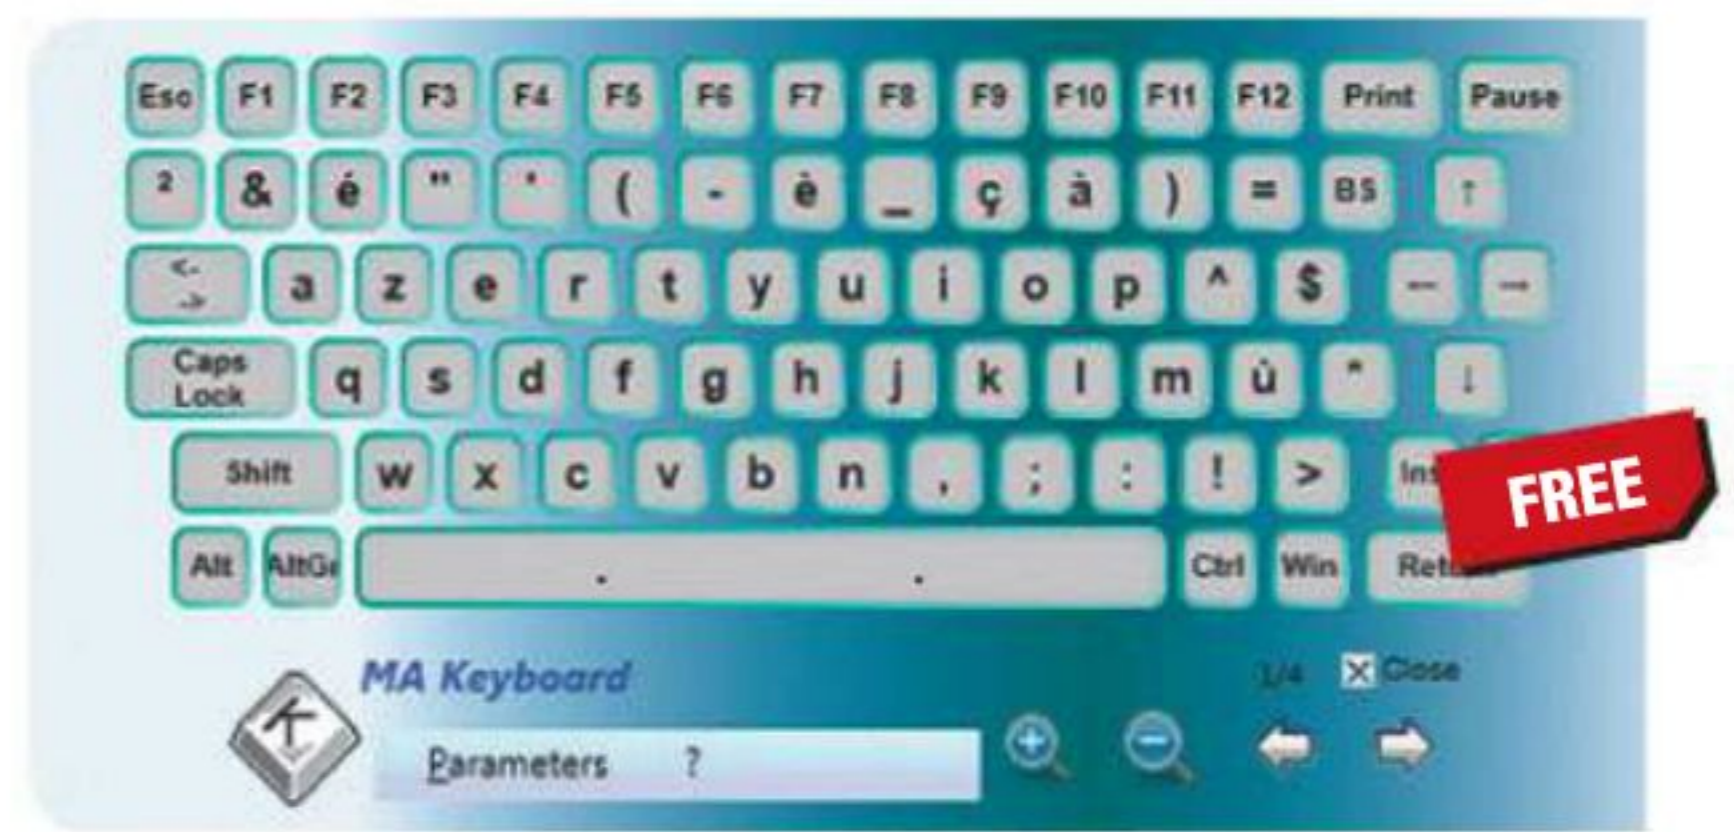 Esc F1 F2 F3 F4 F5 F6 F7 F8 F9 F10 F11 F12 Print Pause
² & é " ' ( - è _ ç à ) = BS ↑
<- a z e r t y u i o p ^ $ ← →
->
Caps
Lock q s d f g h j k l m ù * ↓
Shift w x c v b n , ; : ! >
FREE
Alt AltGr . . Ctrl Win
MA Keyboard 1/4 Close
Parameters ?